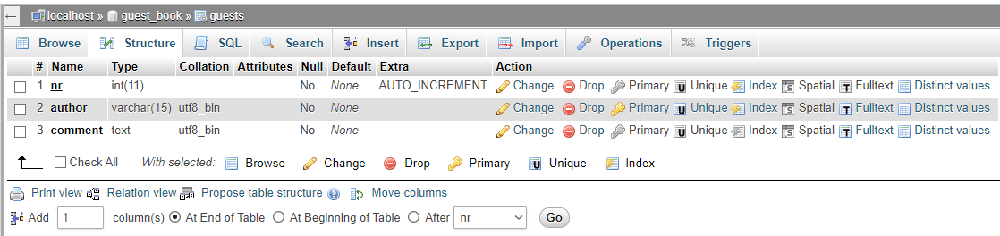 localhost » guest_book » guests
Browse Structure SQL Search Insert Export Import Operations Triggers
# Name Type Collation Attributes Null Default Extra Action
1 nr int(11) No None AUTO_INCREMENT Change Drop Primary Unique Index Spatial Fulltext Distinct values
2 author varchar(15) utf8_bin No None Change Drop Primary Unique Index Spatial Fulltext Distinct values
3 comment text utf8_bin No None Change Drop Primary Unique Index Spatial Fulltext Distinct values
Check All With selected: Browse Change Drop Primary Unique Index
Print view Relation view Propose table structure Move columns
Add 1 column(s) At End of Table At Beginning of Table After nr Go